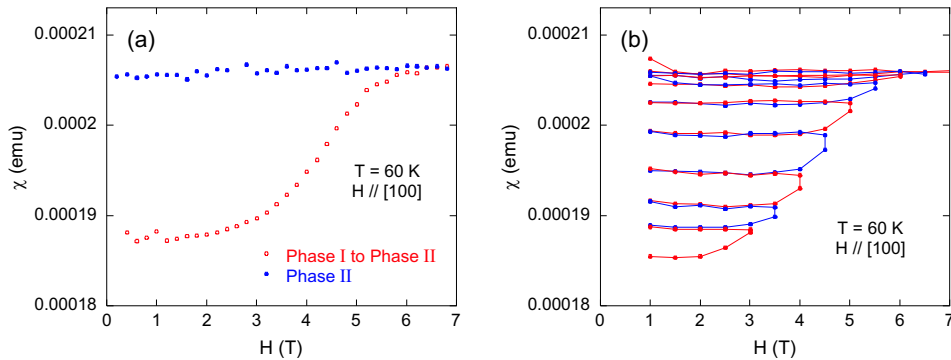 (a)
0.00021
0.0002
0.00019
0.00018
χ (emu)
T = 60 K
H // [100]
Phase I to Phase II
Phase II
0 1 2 3 4 5 6 7
H (T)
(b)
0.00021
0.0002
0.00019
0.00018
χ (emu)
T = 60 K
H // [100]
0 1 2 3 4 5 6 7
H (T)